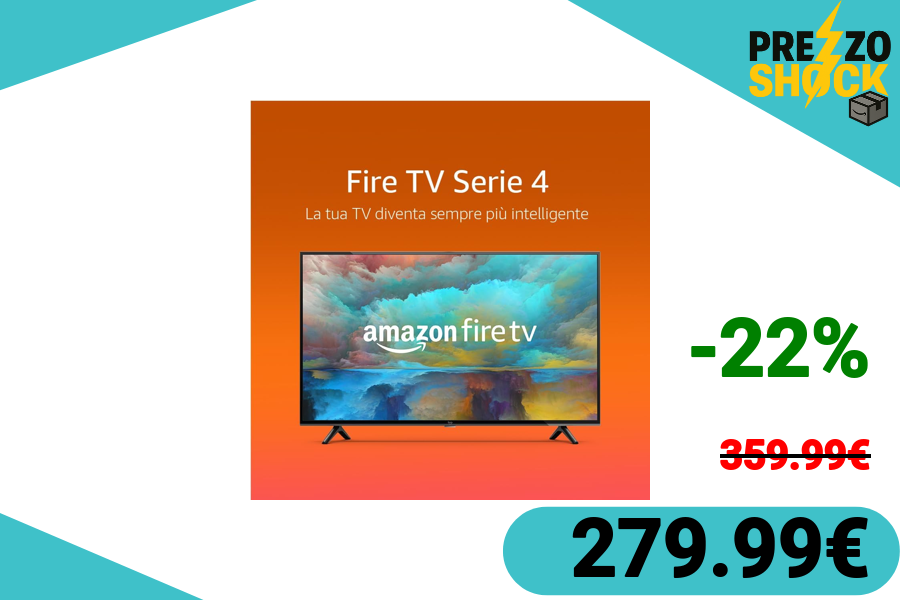 PREZZO
SHOCK
Fire TV Serie 4
La tua TV diventa sempre più intelligente
amazon fire tv
-22%
359.99€
279.99€